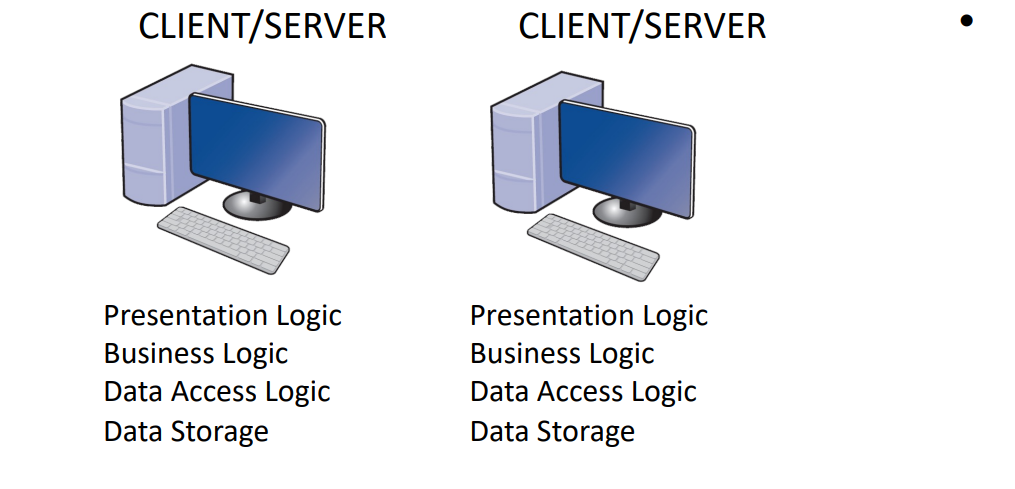 CLIENT/SERVER
CLIENT/SERVER
•
Presentation Logic
Business Logic
Data Access Logic
Data Storage
Presentation Logic
Business Logic
Data Access Logic
Data Storage